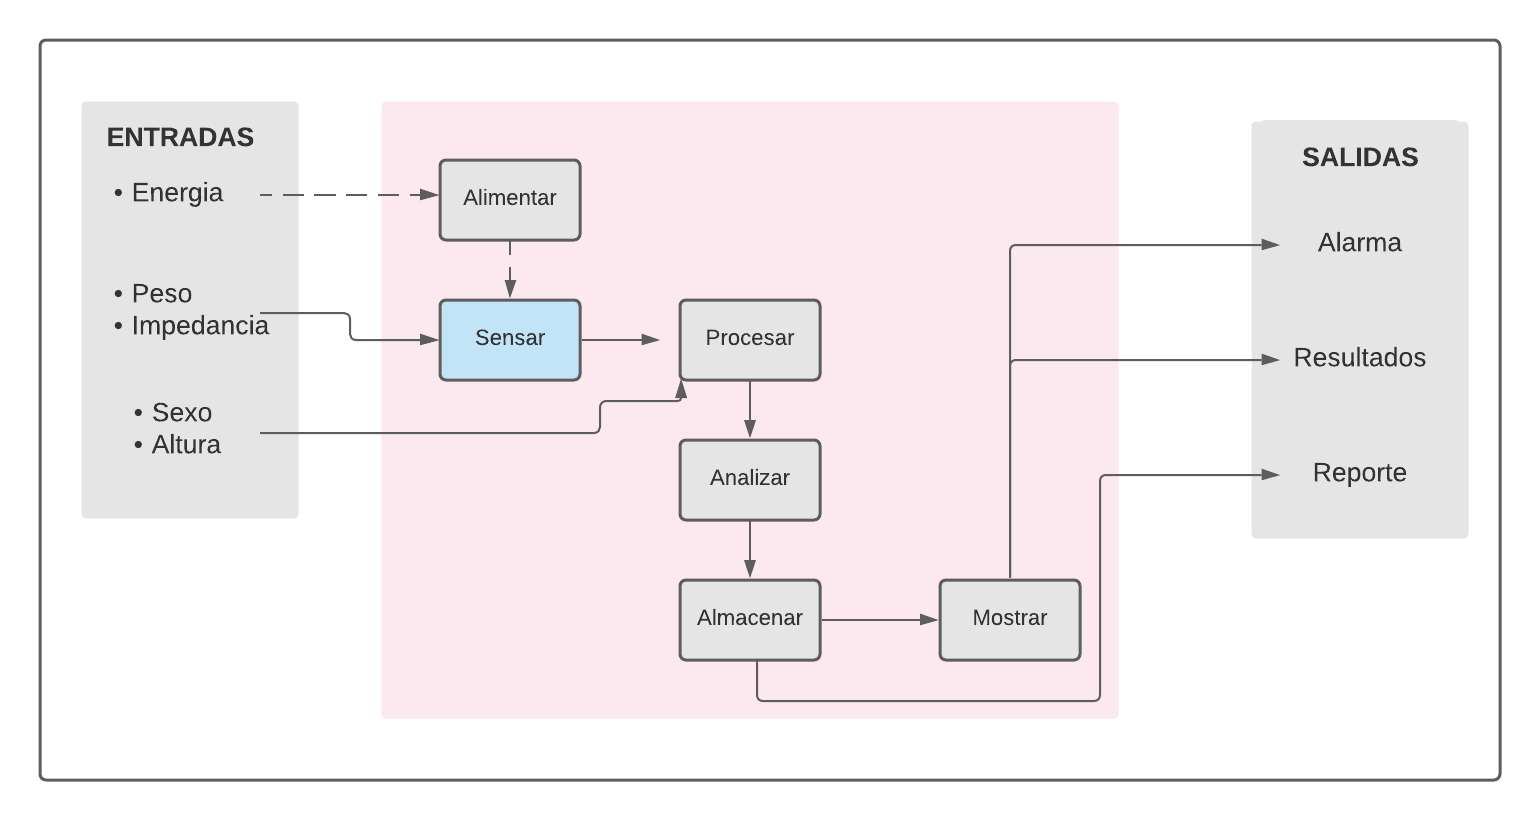 ENTRADAS
• Energia
• Peso
• Impedancia
• Sexo
• Altura
Alimentar
Sensar
Procesar
Analizar
Almacenar
Mostrar
SALIDAS
Alarma
Resultados
Reporte